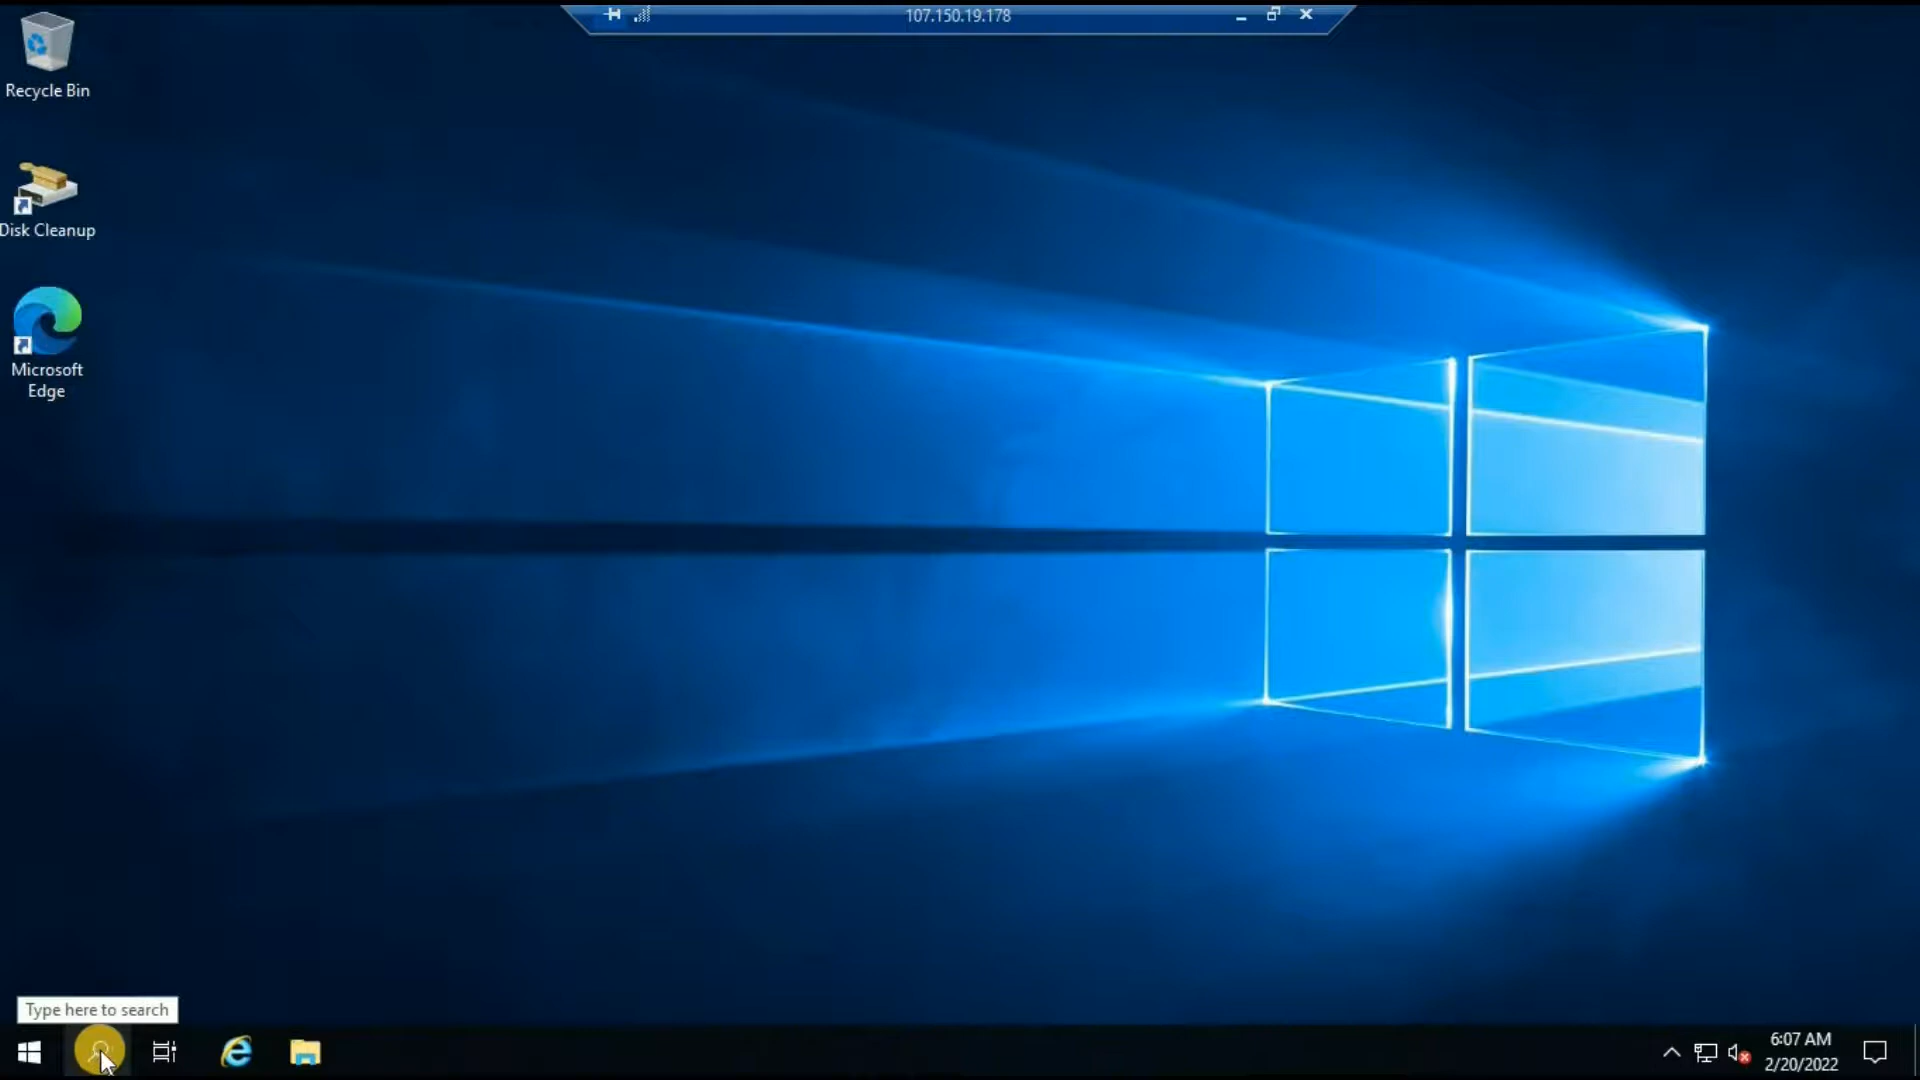 107.150.19.178
Recycle Bin
Disk Cleanup
Microsoft
Edge
Type here to search
6:07 AM
2/20/2022